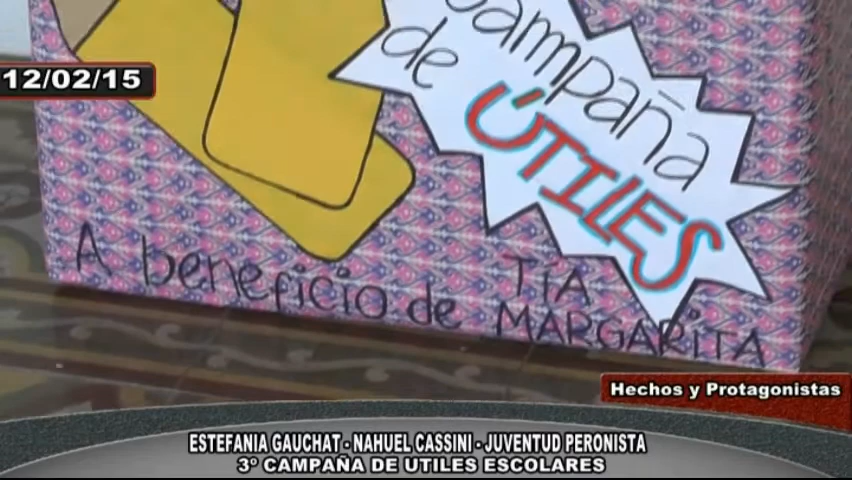 12/02/15
Campaña
de
ÚTILES
A beneficio de TÍA
MARGARITA
Hechos y Protagonistas
ESTEFANIA GAUCHAT - NAHUEL CASSINI - JUVENTUD PERONISTA
3º CAMPAÑA DE UTILES ESCOLARES